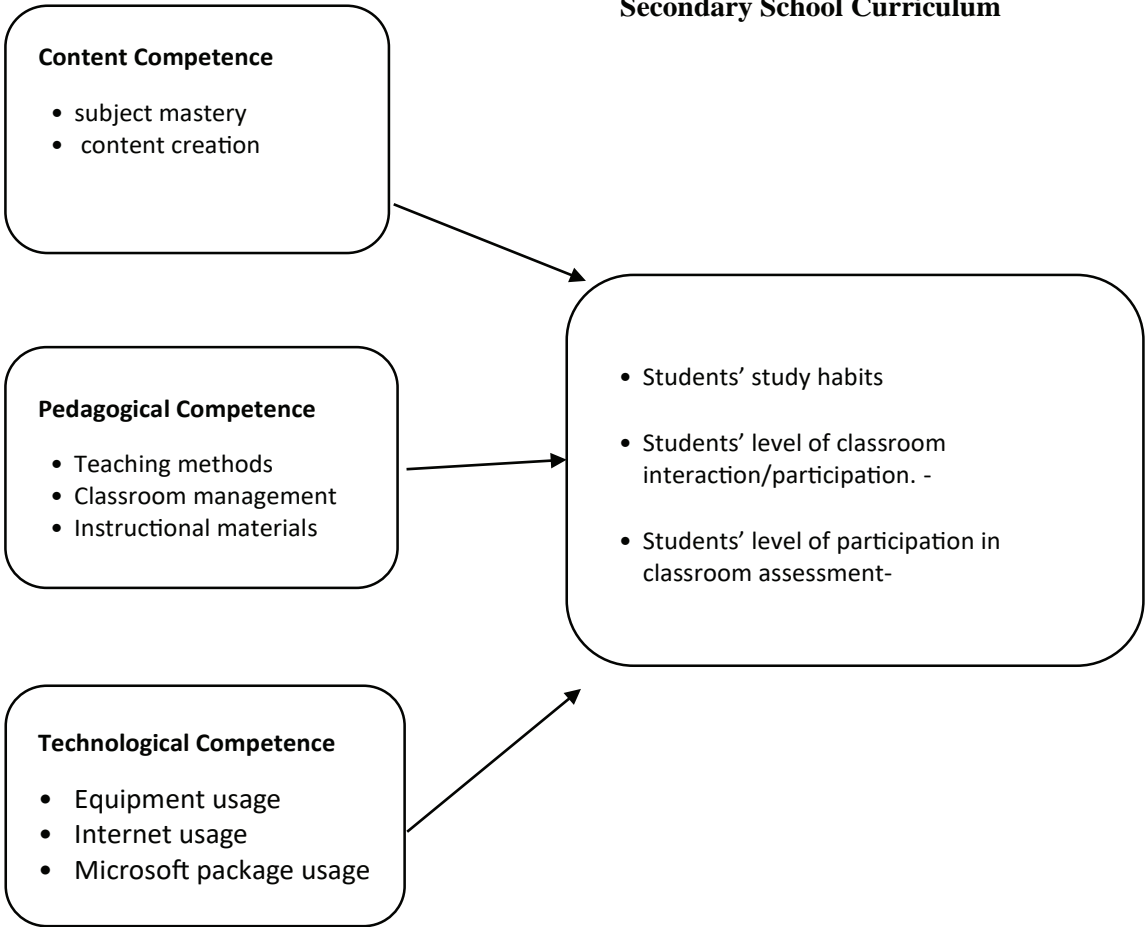 Secondary School Curriculum
Content Competence
• subject mastery
• content creation
Pedagogical Competence
• Teaching methods
• Classroom management
• Instructional materials
• Students’ study habits
• Students’ level of classroom
interaction/participation. -
• Students’ level of participation in
classroom assessment-
Technological Competence
• Equipment usage
• Internet usage
• Microsoft package usage